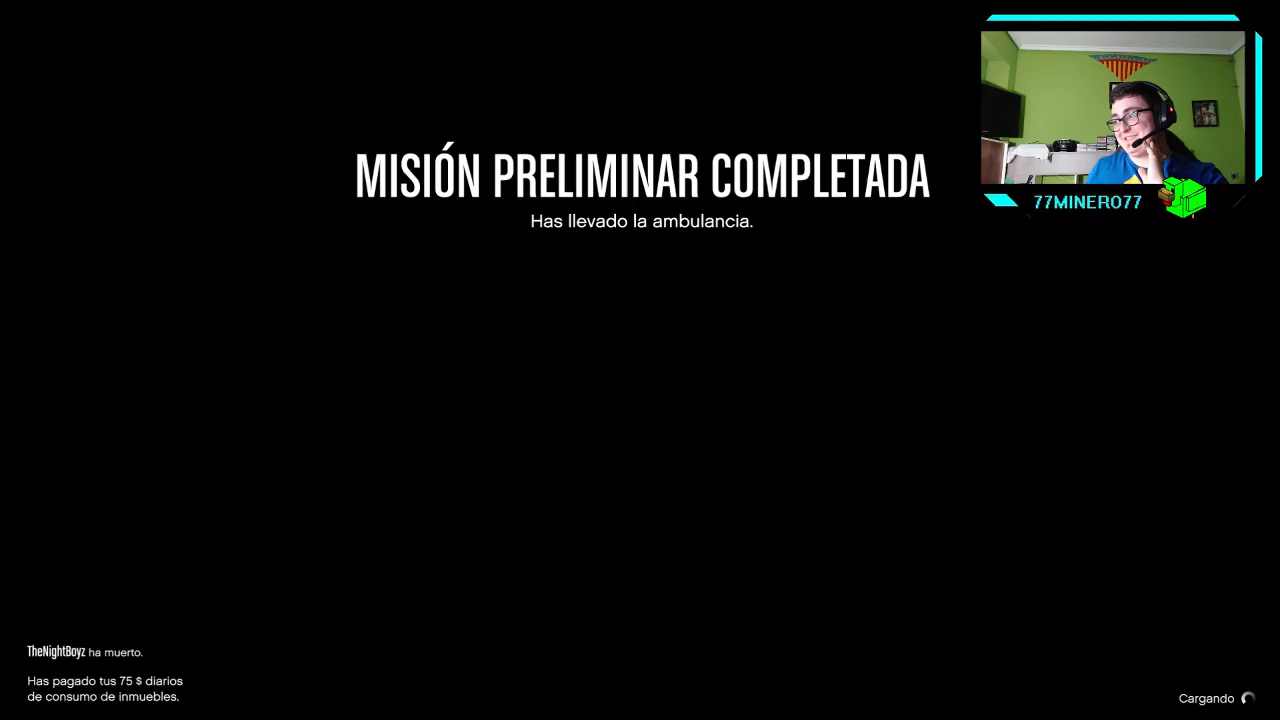 MISIÓN PRELIMINAR COMPLETADA
Has llevado la ambulancia.
77MINERO77
TheNightBoyz ha muerto.
Has pagado tus 75 $ diarios
de consumo de inmuebles.
Cargando